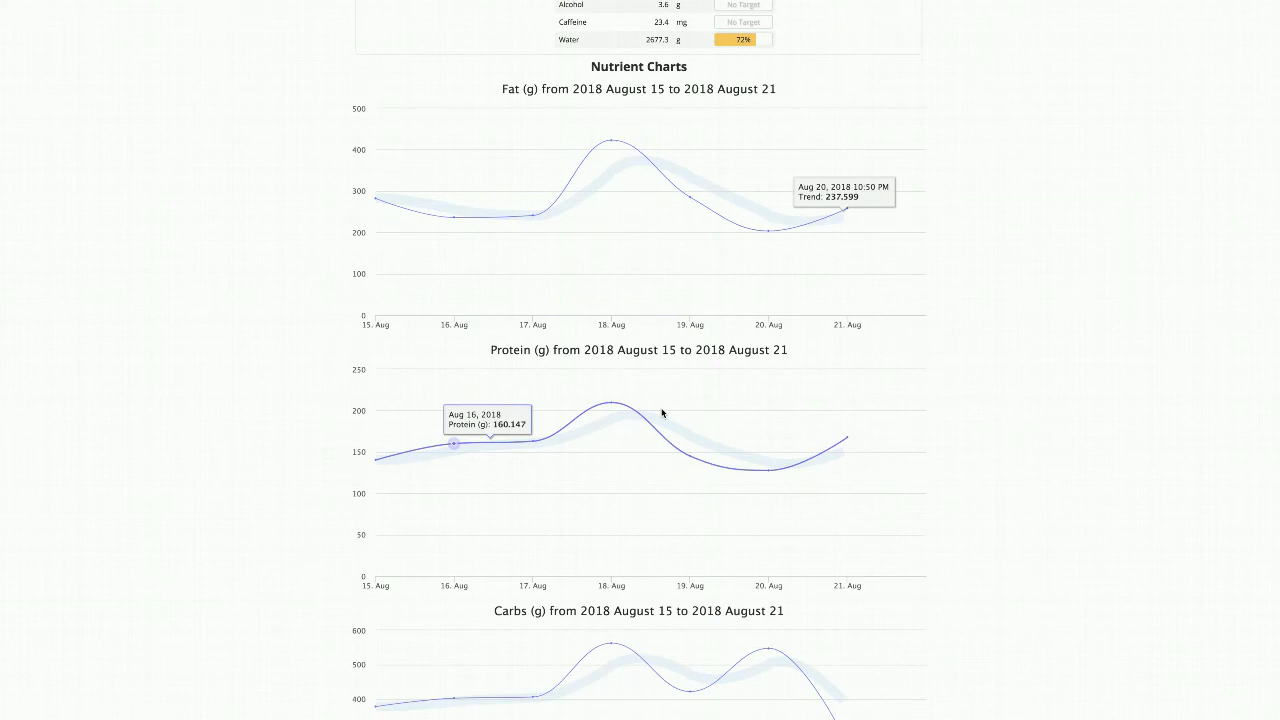 Alcohol 3.6 g No Target
Caffeine 23.4 mg No Target
Water 2677.3 g 72%
Nutrient Charts
Fat (g) from 2018 August 15 to 2018 August 21
500
400
300
200
100
0
Aug 20, 2018 10:50 PM
Trend: 237.599
15. Aug 16. Aug 17. Aug 18. Aug 19. Aug 20. Aug 21. Aug
Protein (g) from 2018 August 15 to 2018 August 21
250
200
150
100
50
0
Aug 16, 2018
Protein (g): 160.147
15. Aug 16. Aug 17. Aug 18. Aug 19. Aug 20. Aug 21. Aug
Carbs (g) from 2018 August 15 to 2018 August 21
600
500
400